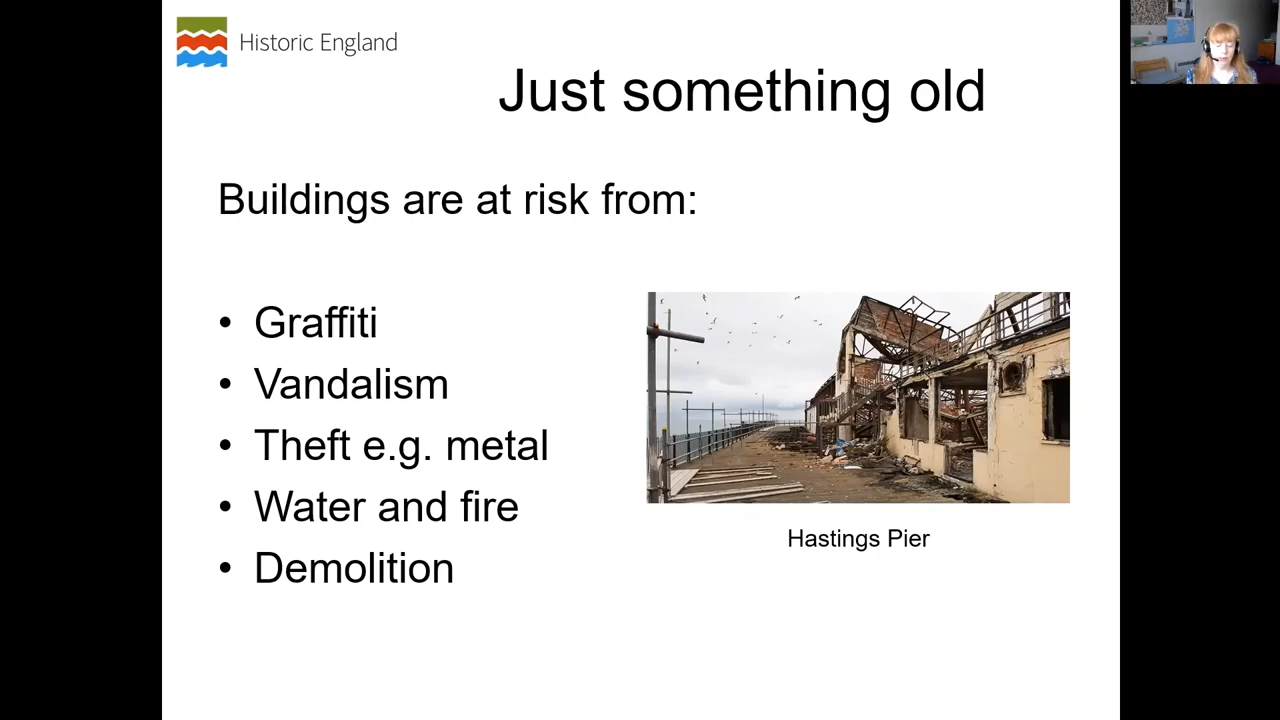 Historic England
Just something old
Buildings are at risk from:
• Graffiti
• Vandalism
• Theft e.g. metal
• Water and fire
• Demolition
Hastings Pier